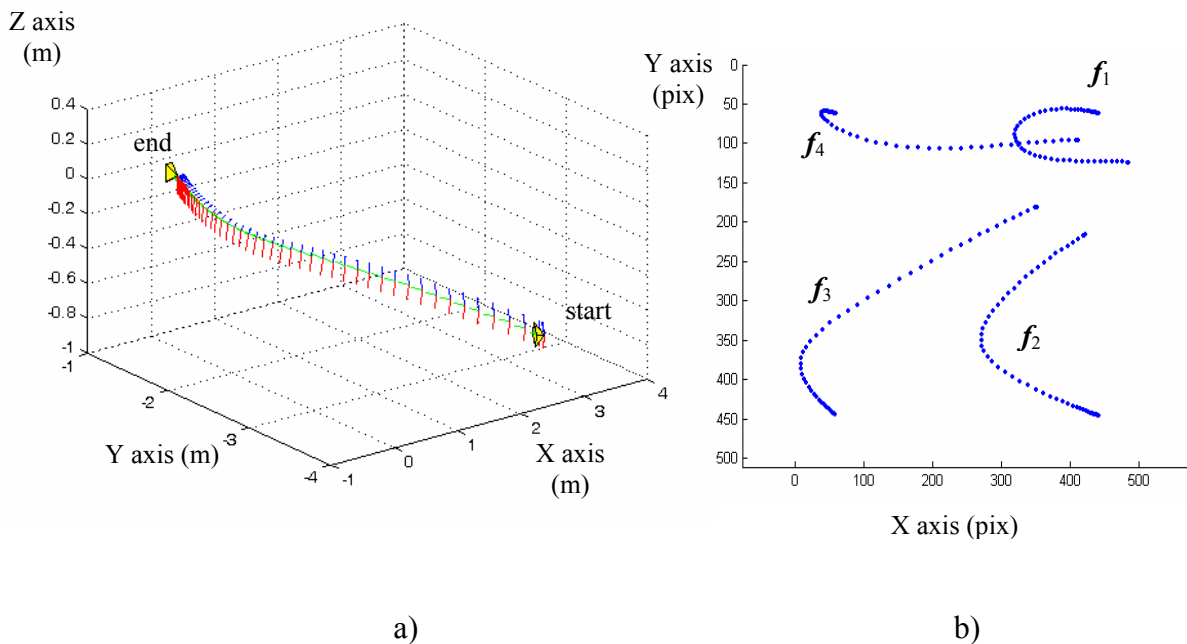 Z axis
(m)
0.4
0.2
0
-0.2
-0.4
-0.6
-0.8
-1
-1
-2
-3
-4
-1
0
1
2
3
4
end
start
Y axis (m)
X axis
(m)
a)
Y axis
(pix)
0
50
100
150
200
250
300
350
400
450
500
0
100
200
300
400
500
f1
f4
f3
f2
X axis (pix)
b)